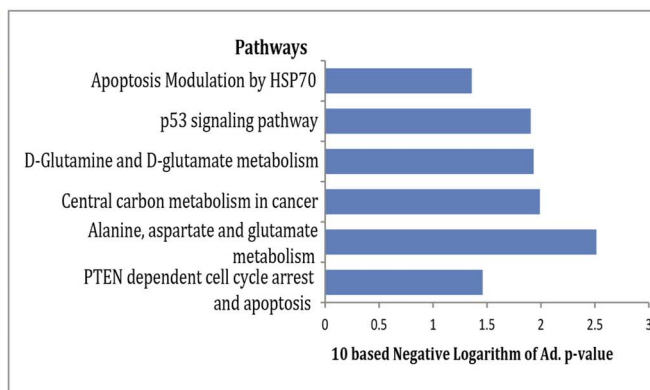 Pathways
Apoptosis Modulation by HSP70
p53 signaling pathway
D-Glutamine and D-glutamate metabolism
Central carbon metabolism in cancer
Alanine, aspartate and glutamate
metabolism
PTEN dependent cell cycle arrest
and apoptosis
0 0.5 1 1.5 2 2.5 3
10 based Negative Logarithm of Ad. p-value